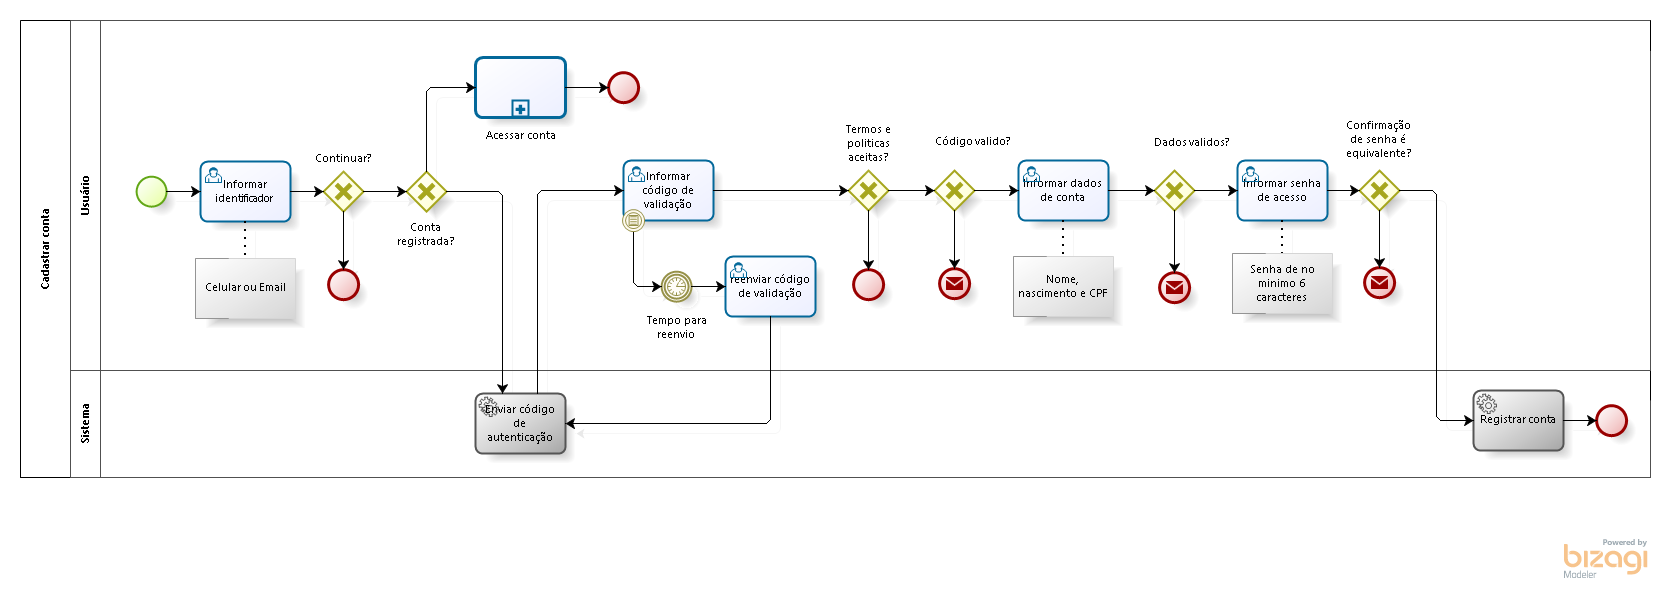 Cadastrar conta
Usuário
Sistema
Acessar conta
Informar
identificador
Celular ou Email
Continuar?
Conta
registrada?
Enviar código
de
autenticação
Informar
código de
validação
Tempo para
reenvio
reenviar código
de validação
Termos e
politicas
aceitas?
Código valido?
Informar dados
de conta
Nome,
nascimento e CPF
Dados validos?
Informar senha
de acesso
Senha de no
minimo 6
caracteres
Confirmação
de senha é
equivalente?
Registrar conta
Powered by
bizagi
Modeler